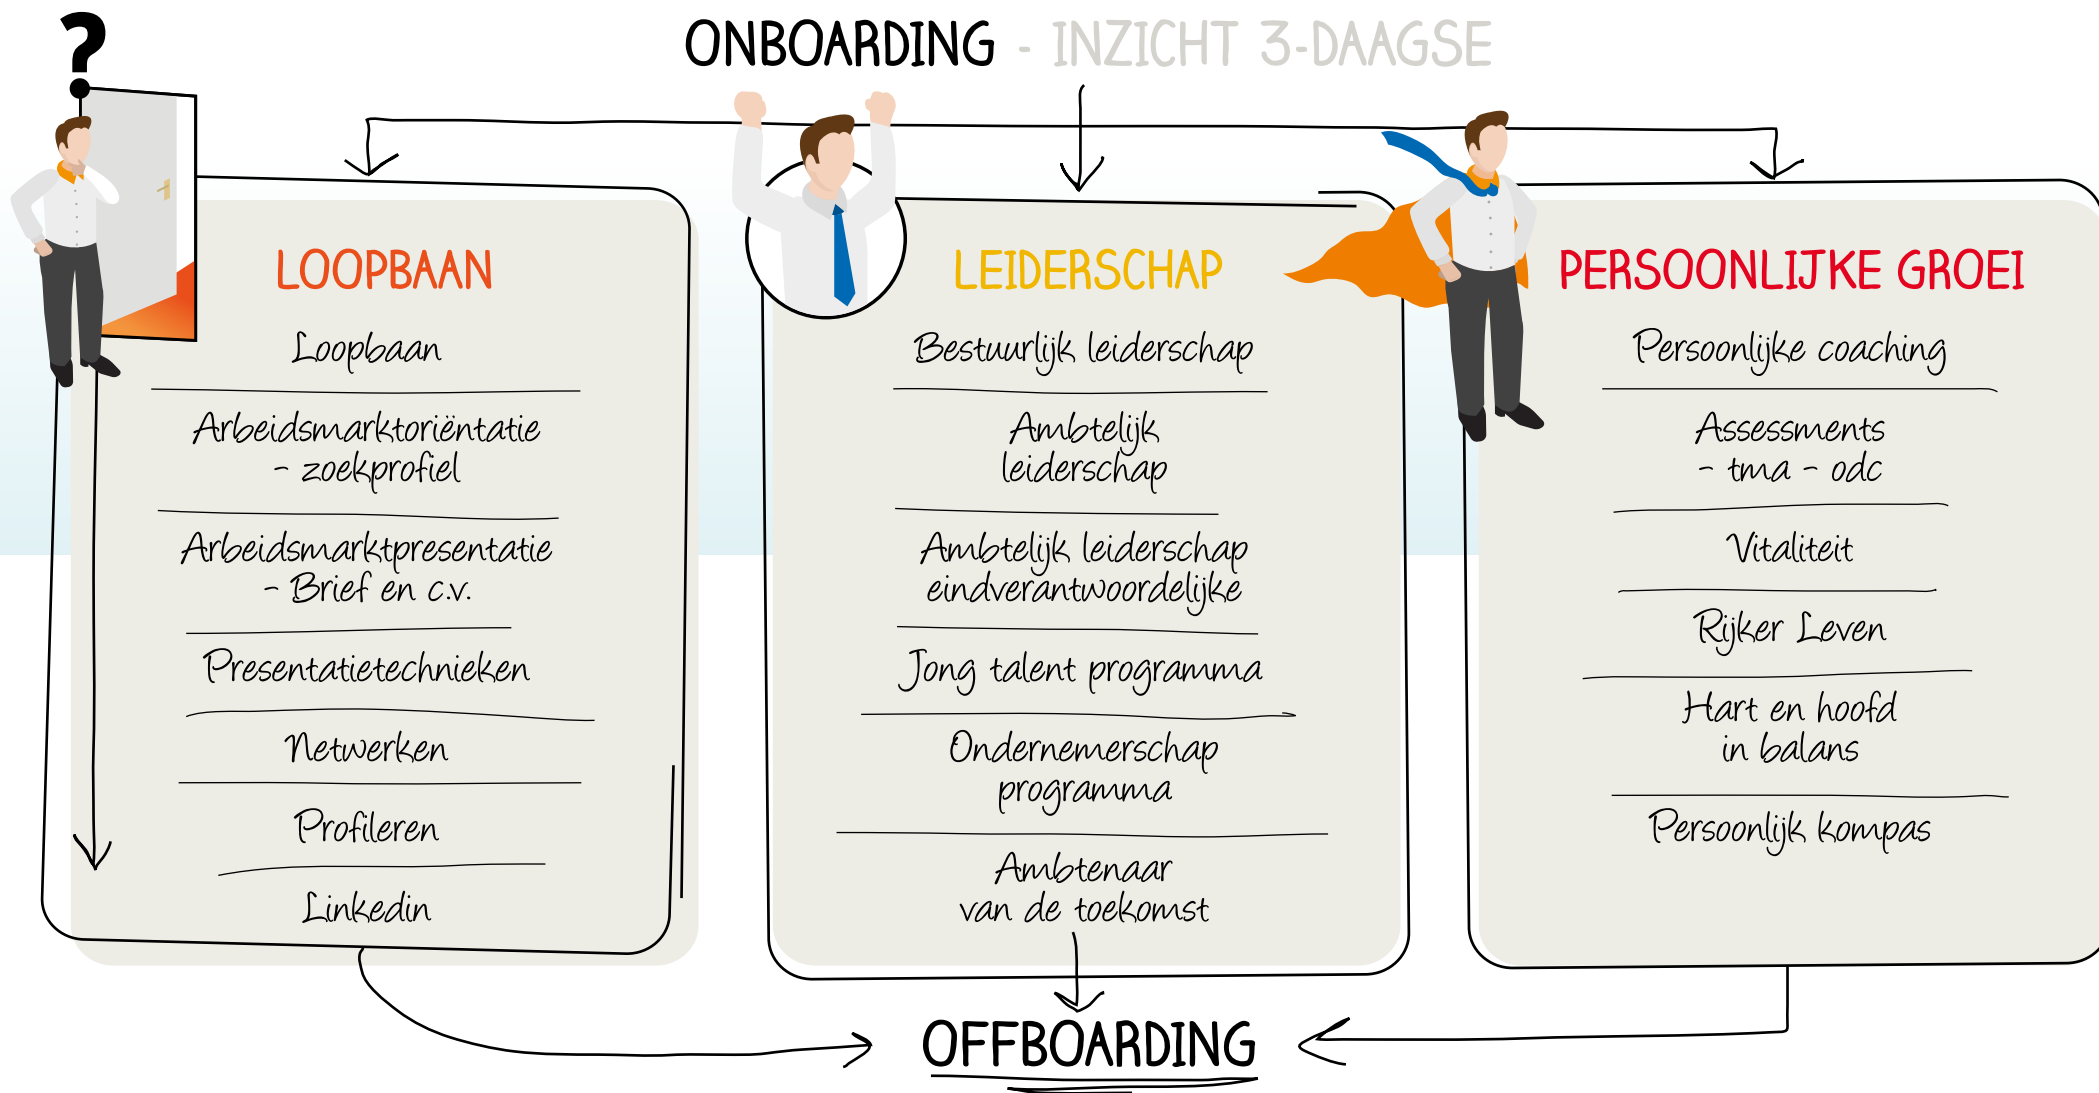 ?
ONBOARDING - INZICHT 3-DAAGSE
LOOPBAAN
Loopbaan
Arbeidsmarktoriëntatie
- zoekprofiel
Arbeidsmarktpresentatie
- Brief en c.v.
Presentatietechnieken
Netwerken
Profileren
Linkedin
LEIDERSCHAP
Bestuurlijk leiderschap
Ambtelijk
leiderschap
Ambtelijk leiderschap
eindverantwoordelijke
Jong talent programma
Ondernemerschap
programma
Ambtenaar
van de toekomst
PERSOONLIJKE GROEI
Persoonlijke coaching
Assessments
- tma - odc
Vitaliteit
Rijker Leven
Hart en hoofd
in balans
Persoonlijk kompas
OFFBOARDING